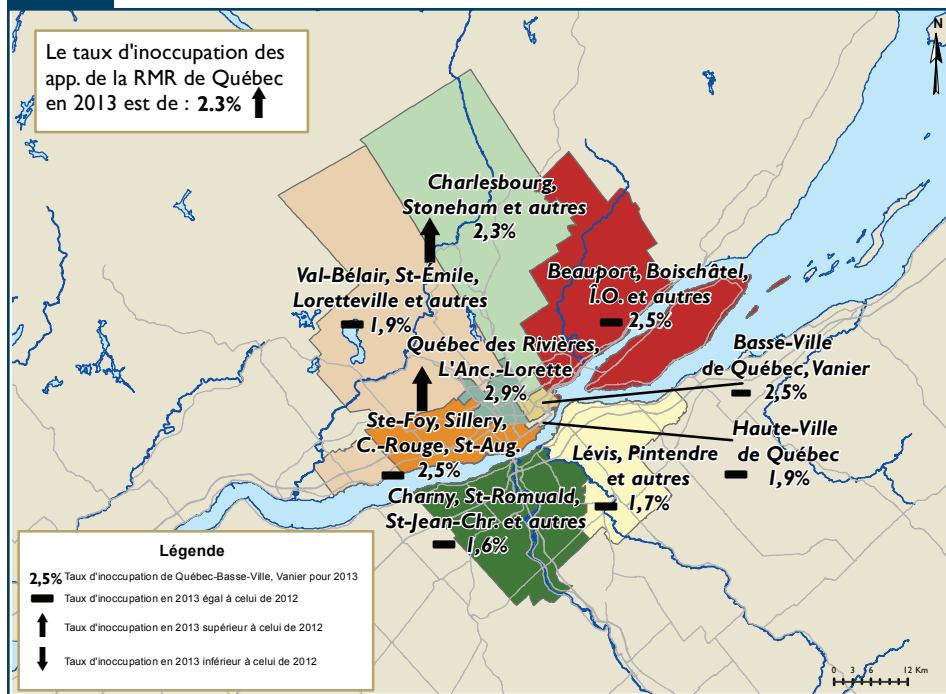 Le taux d'inoccupation des
app. de la RMR de Québec
en 2013 est de : 2.3%
N
Charlesbourg,
Stoneham et autres
2,3%
Val-Bélair, St-Émile,
Loretteville et autres
1,9%
Beauport, Boischâtel,
Î.O. et autres
2,5%
Québec des Rivières,
L'Anc.-Lorette
2,9%
Basse-Ville
de Québec, Vanier
2,5%
Ste-Foy, Sillery,
C.-Rouge, St-Aug.
2,5%
Haute-Ville
de Québec
1,9%
Lévis, Pintendre
et autres
1,7%
Charny, St-Romuald,
St-Jean-Chr. et autres
1,6%
Légende
2,5% Taux d'inoccupation de Québec-Basse-Ville, Vanier pour 2013
Taux d'inoccupation en 2013 égal à celui de 2012
Taux d'inoccupation en 2013 supérieur à celui de 2012
Taux d'inoccupation en 2013 inférieur à celui de 2012
0 3 6 12 Km